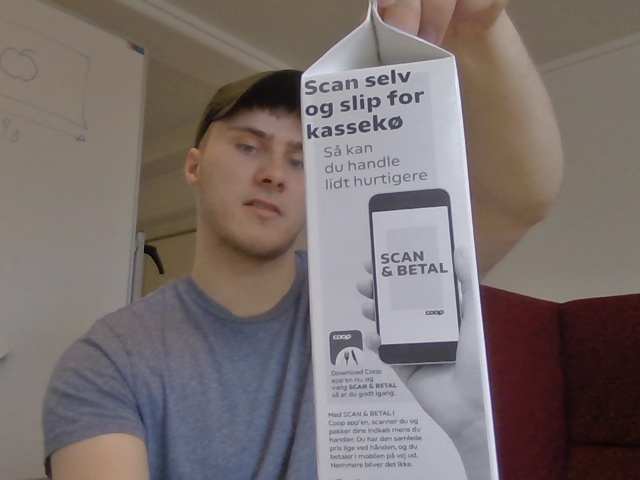 Scan selv
og slip for
kassekø
Så kan
du handle
lidt hurtigere
SCAN
& BETAL
coop
coop
Download Coop
app'en nu, og
vælg SCAN & BETAL
så er du godt igang.
Med SCAN & BETAL i
Coop app'en, scanner du og
pakker dine indkøb mens du
handler. Du har den samlede
pris lige ved hånden, og du
betaler i mobilen på vej ud.
Nemmere bliver det ikke.